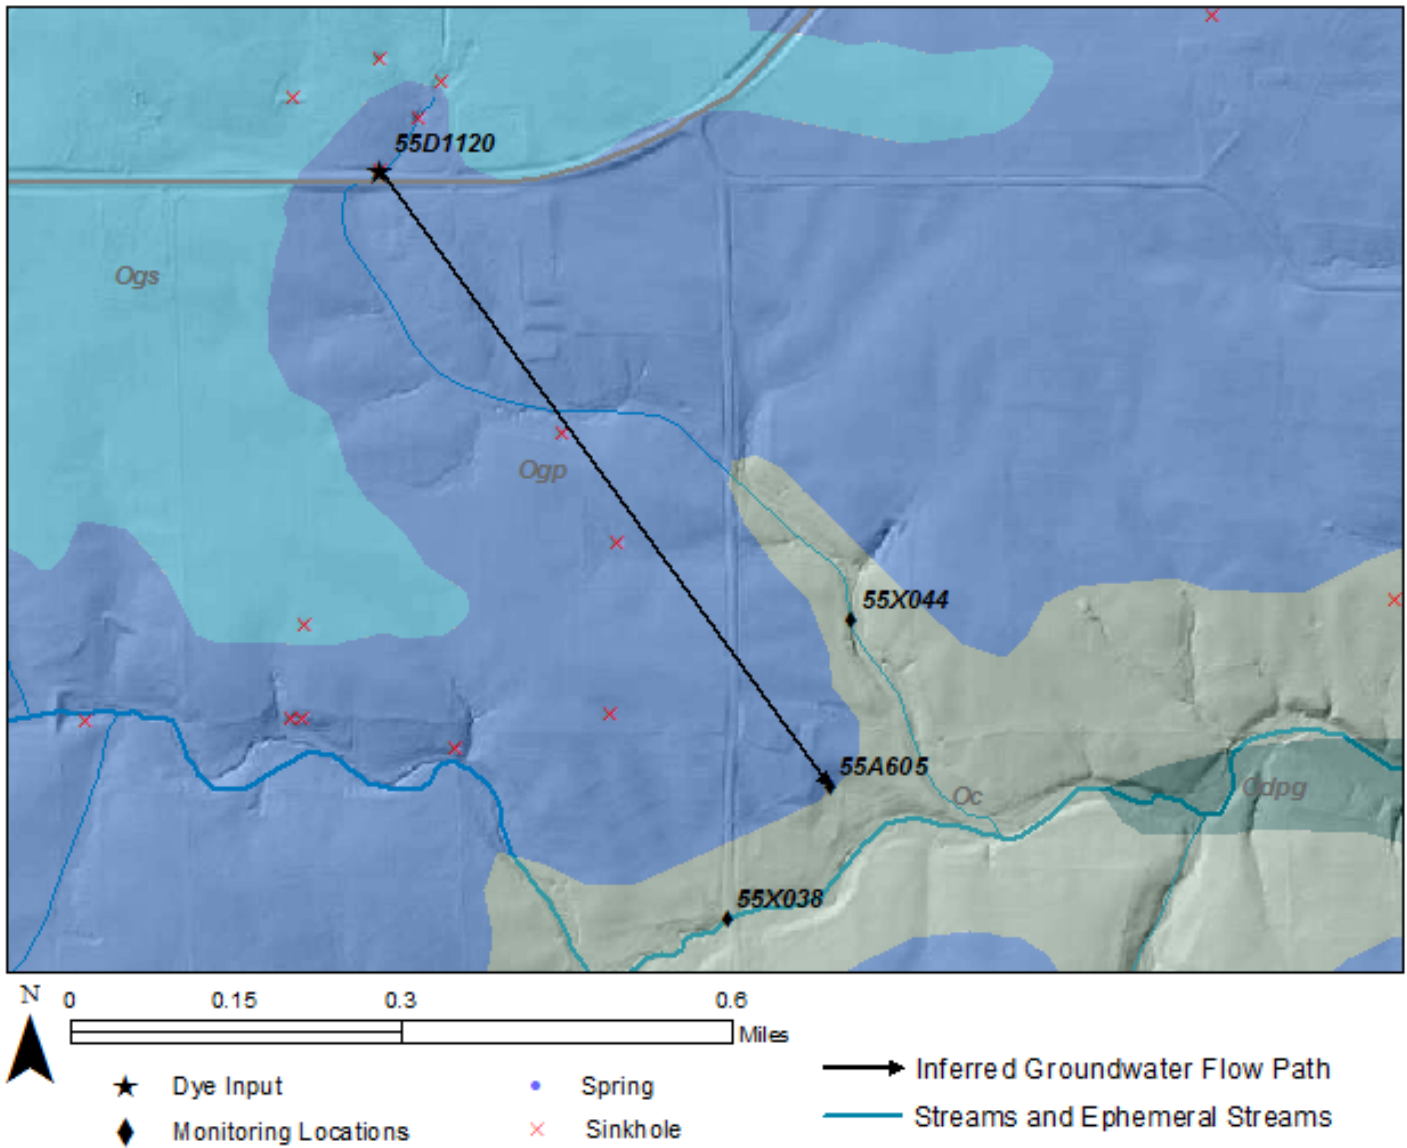 55D1120
Ogs
Ogp
55X044
55A605
Oc
Odpg
55X038
N 0 0.15 0.3 0.6
Miles
Dye Input
Spring
Inferred Groundwater Flow Path
Monitoring Locations
Sinkhole
Streams and Ephemeral Streams